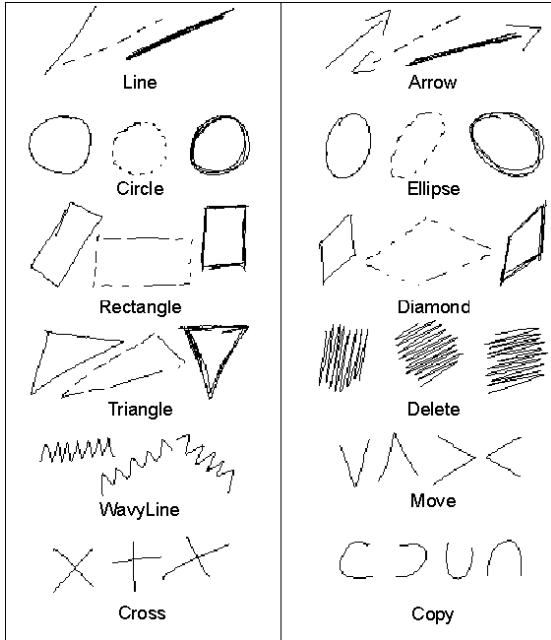 Line
Arrow
Circle
Ellipse
Rectangle
Diamond
Triangle
Delete
WavyLine
Move
Cross
Copy